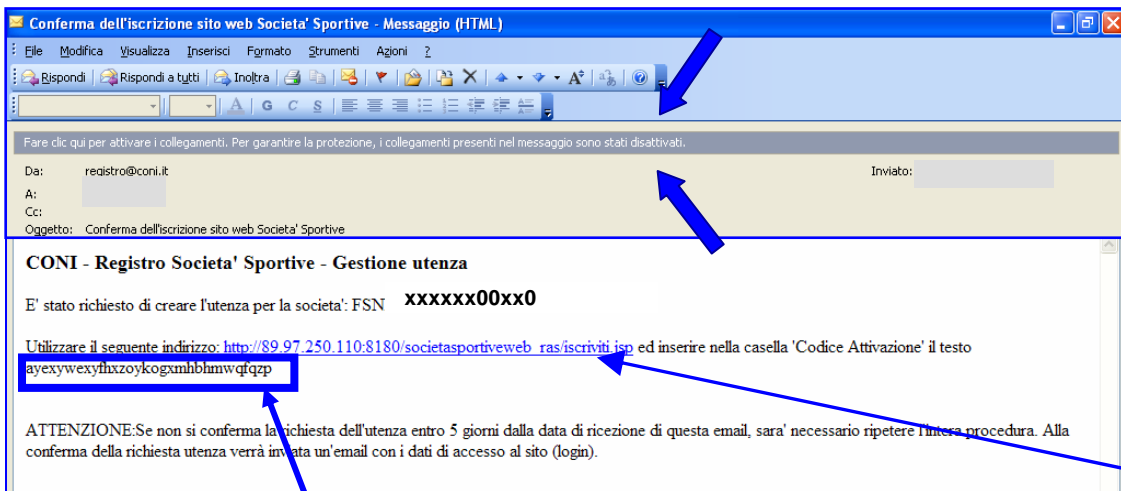 Conferma dell'iscrizione sito web Societa' Sportive - Messaggio (HTML)
File Modifica Visualizza Inserisci Formato Strumenti Azioni ?
Rispondi Rispondi a tutti Inoltra
A G C S
Fare clic qui per attivare i collegamenti. Per garantire la protezione, i collegamenti presenti nel messaggio sono stati disattivati.
Da: registro@coni.it Inviato:
A:
Cc:
Oggetto: Conferma dell'iscrizione sito web Societa' Sportive
CONI - Registro Societa' Sportive - Gestione utenza
E' stato richiesto di creare l'utenza per la societa': FSN xxxxxx00xx0
Utilizzare il seguente indirizzo: http://89.97.250.110:8180/societasportiveweb_ras/iscriviti.jsp ed inserire nella casella 'Codice Attivazione' il testo
ayexywexyfhxzoykogxmhbhmwqfqzp
ATTENZIONE:Se non si conferma la richiesta dell'utenza entro 5 giorni dalla data di ricezione di questa email, sara' necessario ripetere l'intera procedura. Alla
conferma della richiesta utenza verrà inviata un'email con i dati di accesso al sito (login).